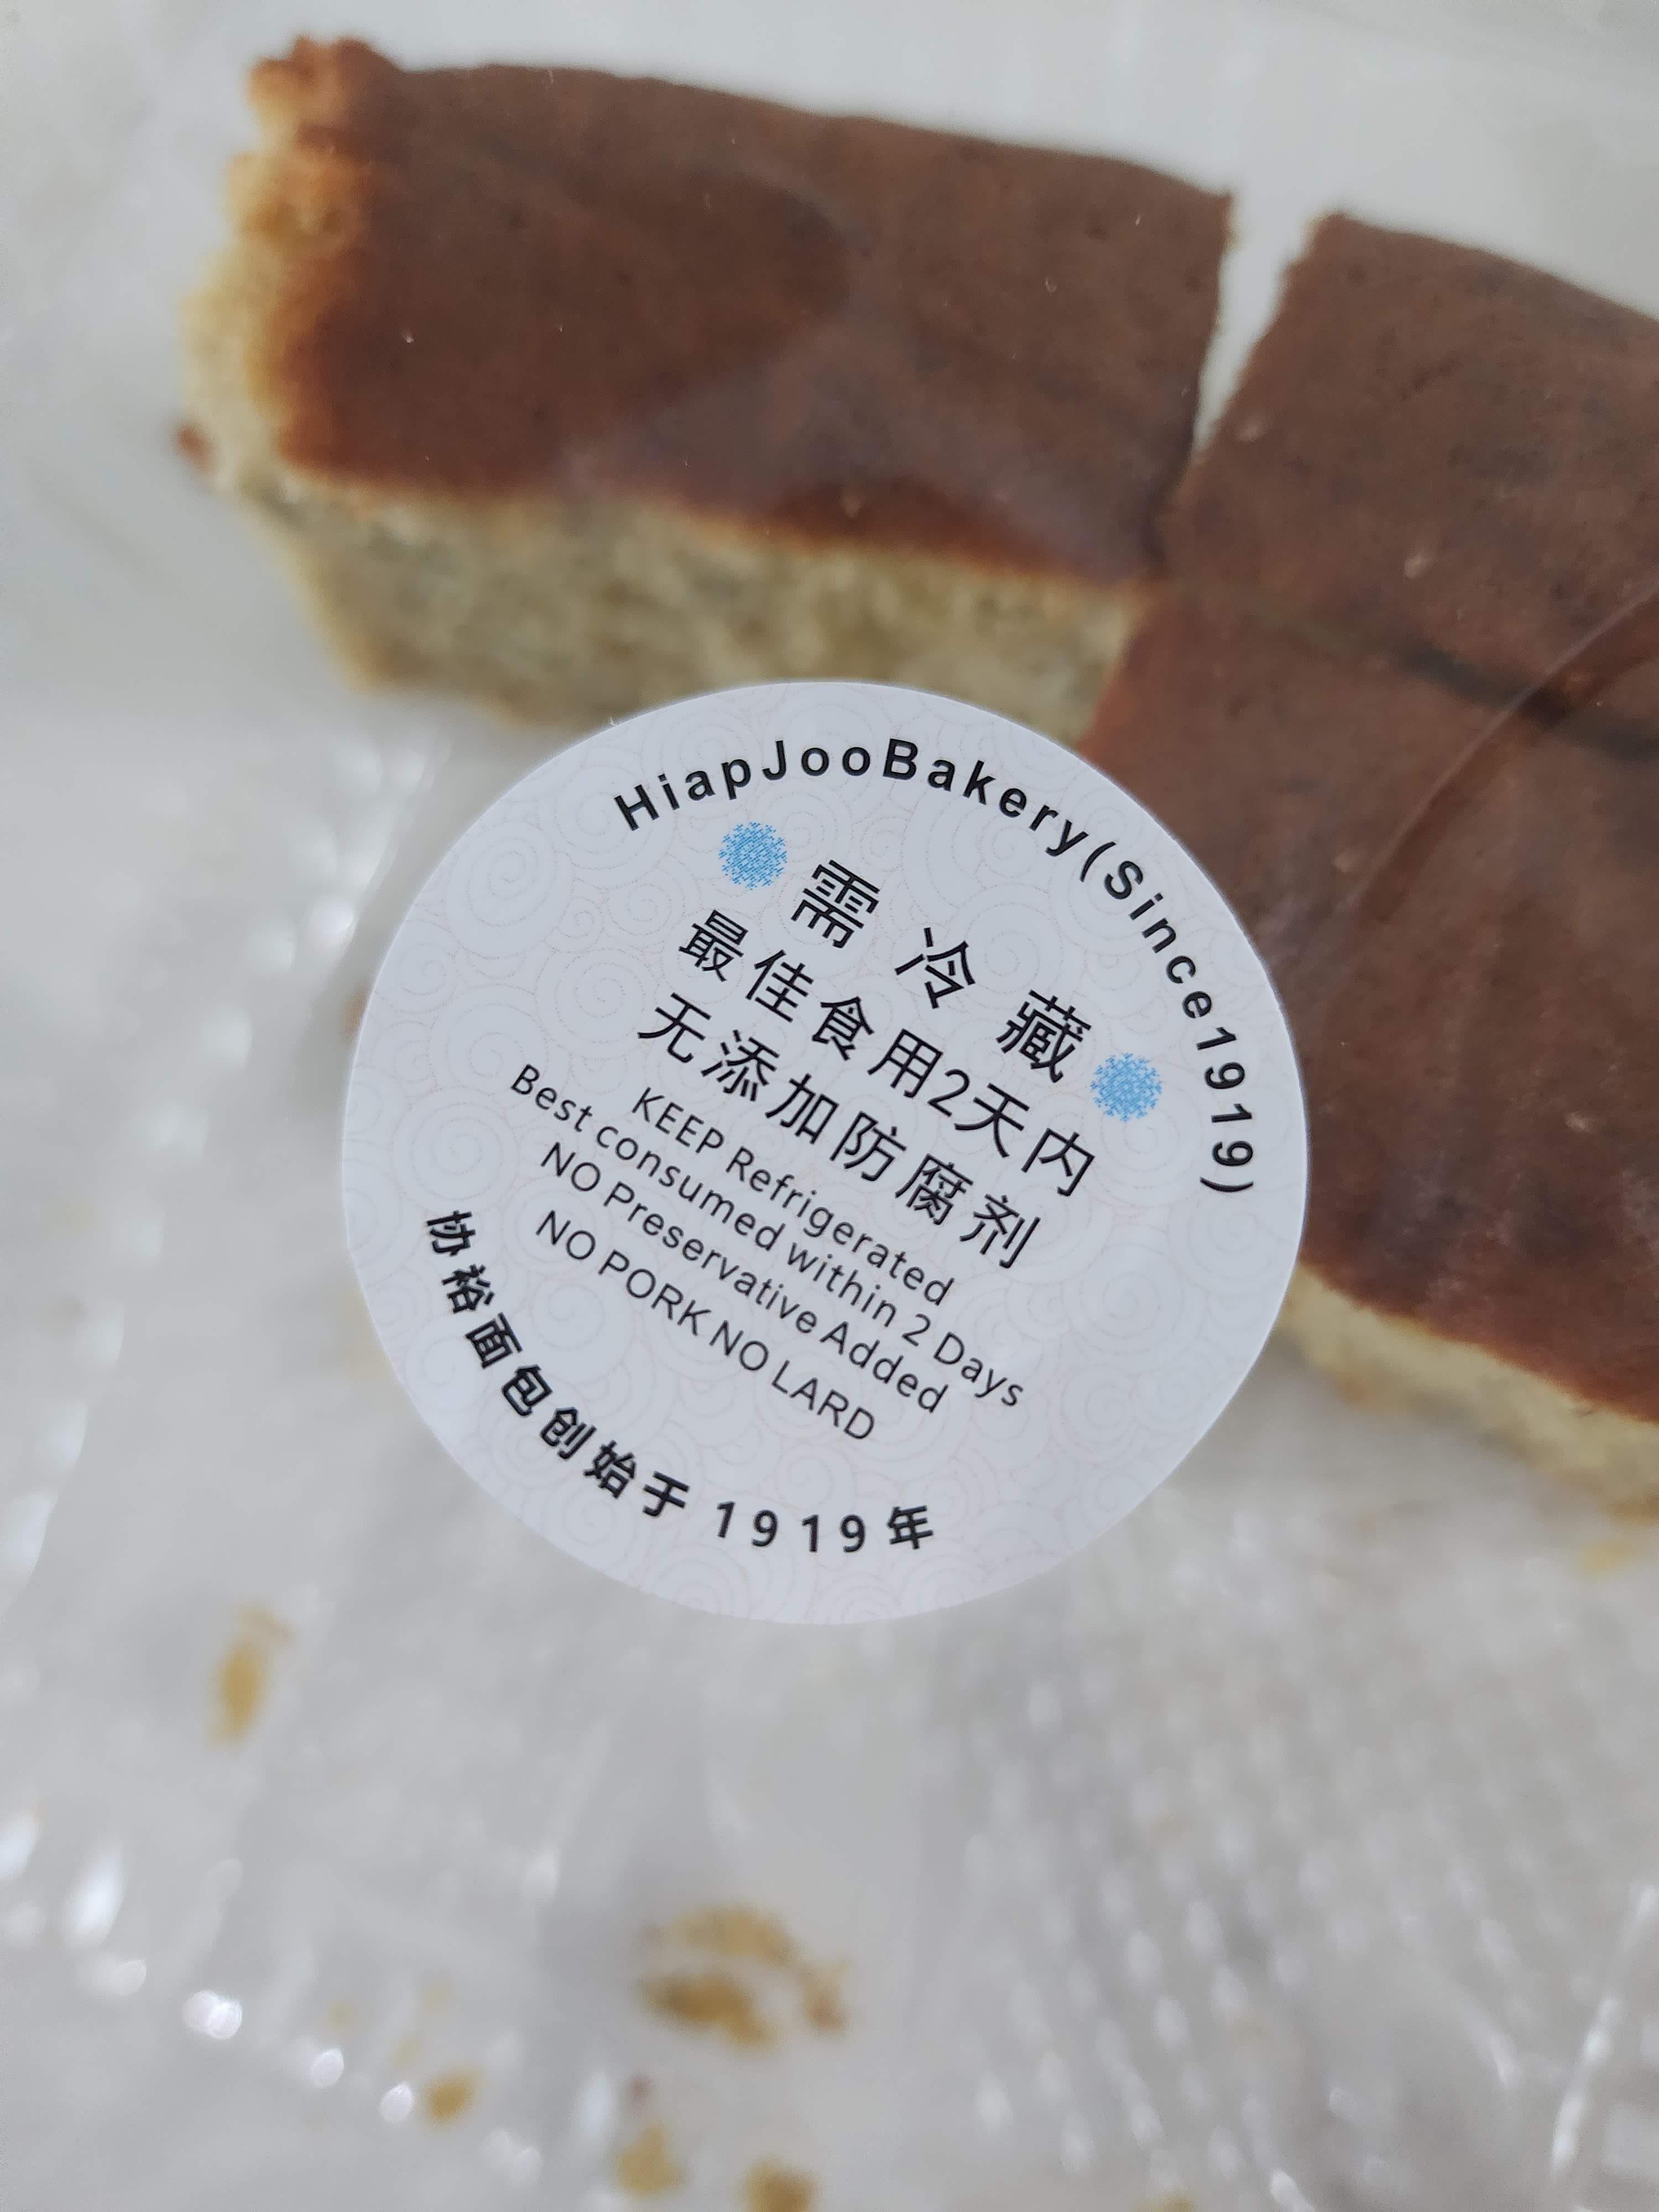 HiapJooBakery(Since1919)
需冷藏
最佳食用2天内
无添加防腐剂
KEEP Refrigerated
Best consumed within 2 Days
NO Preservative Added
NO PORK NO LARD
协裕面包创始于1919年